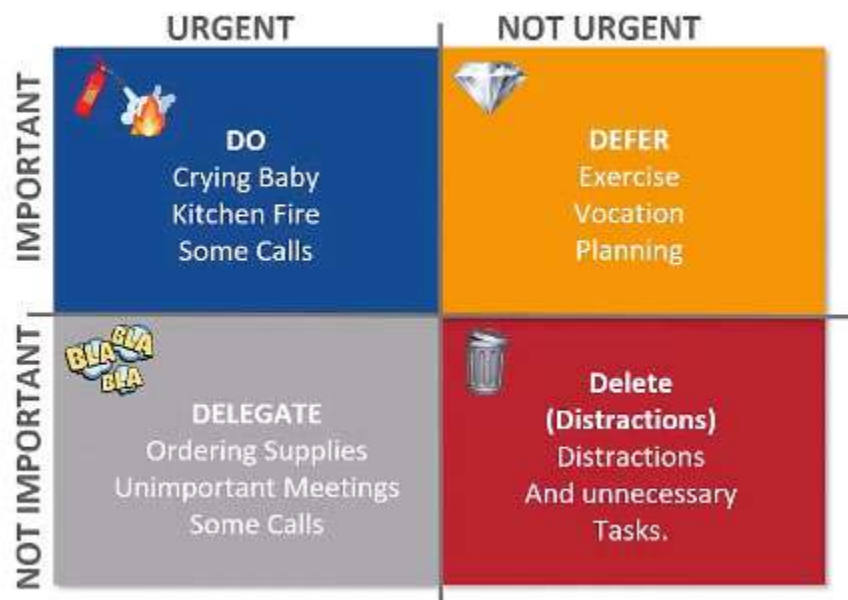 URGENT
NOT URGENT
IMPORTANT
DO
Crying Baby
Kitchen Fire
Some Calls
DEFER
Exercise
Vocation
Planning
NOT IMPORTANT
BLA
BLA
BLA
DELEGATE
Ordering Supplies
Unimportant Meetings
Some Calls
Delete
(Distractions)
Distractions
And unnecessary
Tasks.